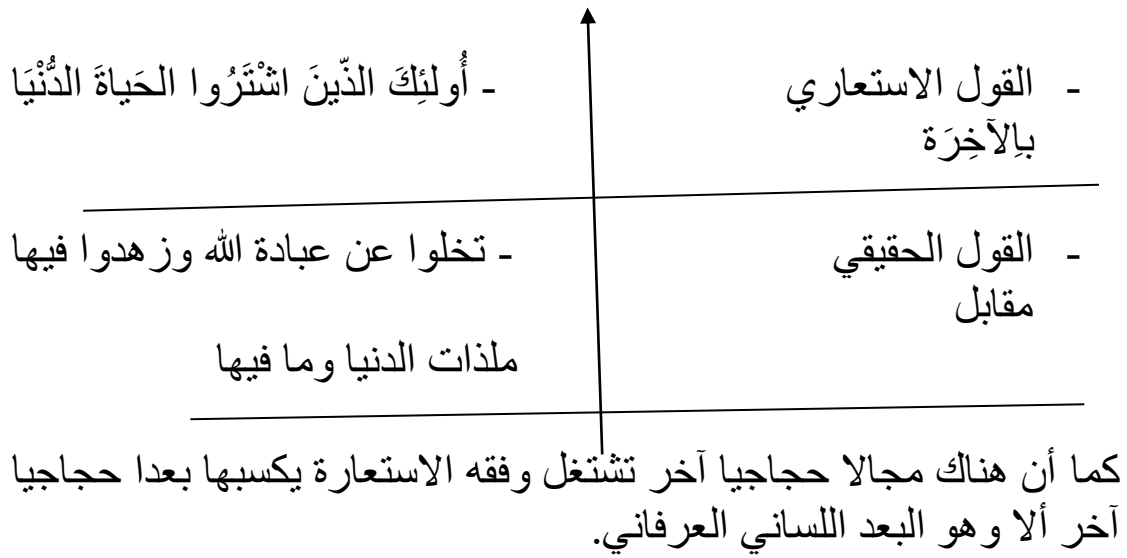 - القول الاستعاري - أُولئِكَ الذّينَ اشْتَرُوا الحَياةَ الدُّنْيَا
بِالآخِرَة
- القول الحقيقي - تخلوا عن عبادة الله وزهدوا فيها
مقابل
ملذات الدنيا وما فيها
كما أن هناك مجالا حجاجيا آخر تشتغل وفقه الاستعارة يكسبها بعدا حجاجيا
آخر ألا وهو البعد اللساني العرفاني.